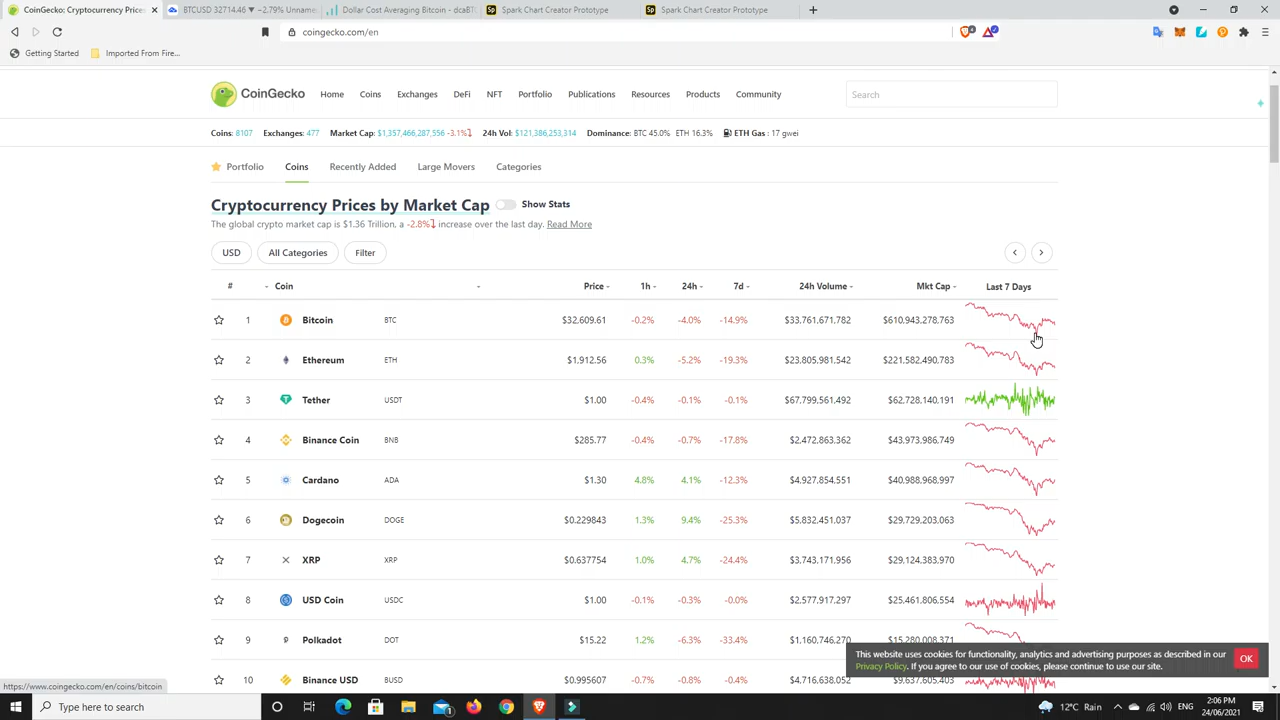 CoinGecko: Cryptocurrency Prices
BTCUSD 32714.46 ▼ −2.79% Unname
Dollar Cost Averaging Bitcoin - dcaBT
Spark Chart Creator Prototype
Spark Chart Creator Prototype
coingecko.com/en
Getting Started
Imported From Fire...
CoinGecko
Home
Coins
Exchanges
DeFi
NFT
Portfolio
Publications
Resources
Products
Community
Search
Coins: 8107 Exchanges: 477 Market Cap: $1,357,466,287,556 -3.1% 24h Vol: $121,386,253,314 Dominance: BTC 45.0% ETH 16.3% ETH Gas : 17 gwei
Portfolio
Coins
Recently Added
Large Movers
Categories
Cryptocurrency Prices by Market Cap
Show Stats
The global crypto market cap is $1.36 Trillion, a -2.8% increase over the last day. Read More
USD
All Categories
Filter
# Coin Price 1h 24h 7d 24h Volume Mkt Cap Last 7 Days
1 Bitcoin BTC $32,609.61 -0.2% -4.0% -14.9% $33,761,671,782 $610,943,278,763
2 Ethereum ETH $1,912.56 0.3% -5.2% -19.3% $23,805,981,542 $221,582,490,783
3 Tether USDT $1.00 -0.4% -0.1% -0.1% $67,799,561,492 $62,728,140,191
4 Binance Coin BNB $285.77 -0.4% -0.7% -17.8% $2,472,863,362 $43,973,986,749
5 Cardano ADA $1.30 4.8% 4.1% -12.3% $4,927,854,551 $40,988,968,997
6 Dogecoin DOGE $0.229843 1.3% 9.4% -25.3% $5,832,451,037 $29,729,203,063
7 XRP XRP $0.637754 1.0% 4.7% -24.4% $3,743,171,956 $29,124,383,970
8 USD Coin USDC $1.00 -0.1% -0.3% -0.0% $2,577,917,297 $25,461,806,554
9 Polkadot DOT $15.22 1.2% -6.3% -33.4% $1,160,746,270 $15,280,008,371
10 Binance USD BUSD $0.995607 -0.7% -0.8% -0.4% $4,716,638,052 $9,637,605,403
This website uses cookies for functionality, analytics and advertising purposes as described in our
Privacy Policy. If you agree to our use of cookies, please continue to use our site.
OK
https://www.coingecko.com/en/coins/bitcoin
Type here to search
12°C Rain
ENG
2:06 PM
24/06/2021